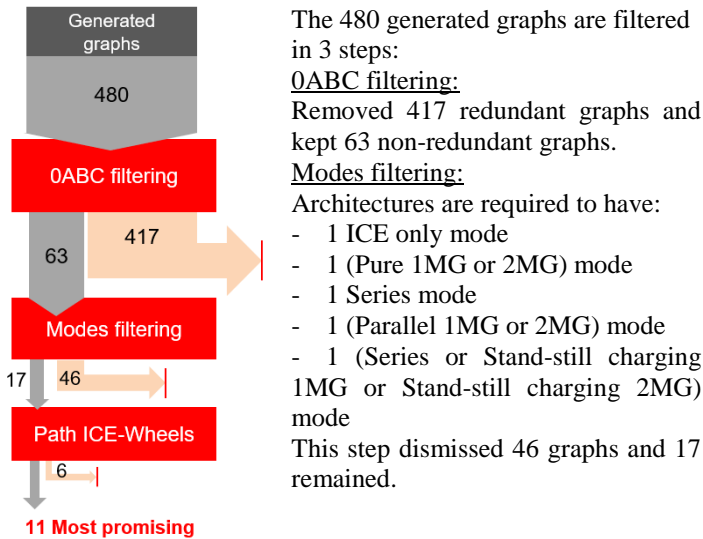 Generated
graphs
480
0ABC filtering
63
417
Modes filtering
17
46
Path ICE-Wheels
6
11 Most promising
The 480 generated graphs are filtered
in 3 steps:
0ABC filtering:
Removed 417 redundant graphs and
kept 63 non-redundant graphs.
Modes filtering:
Architectures are required to have:
- 1 ICE only mode
- 1 (Pure 1MG or 2MG) mode
- 1 Series mode
- 1 (Parallel 1MG or 2MG) mode
- 1 (Series or Stand-still charging
1MG or Stand-still charging 2MG)
mode
This step dismissed 46 graphs and 17
remained.